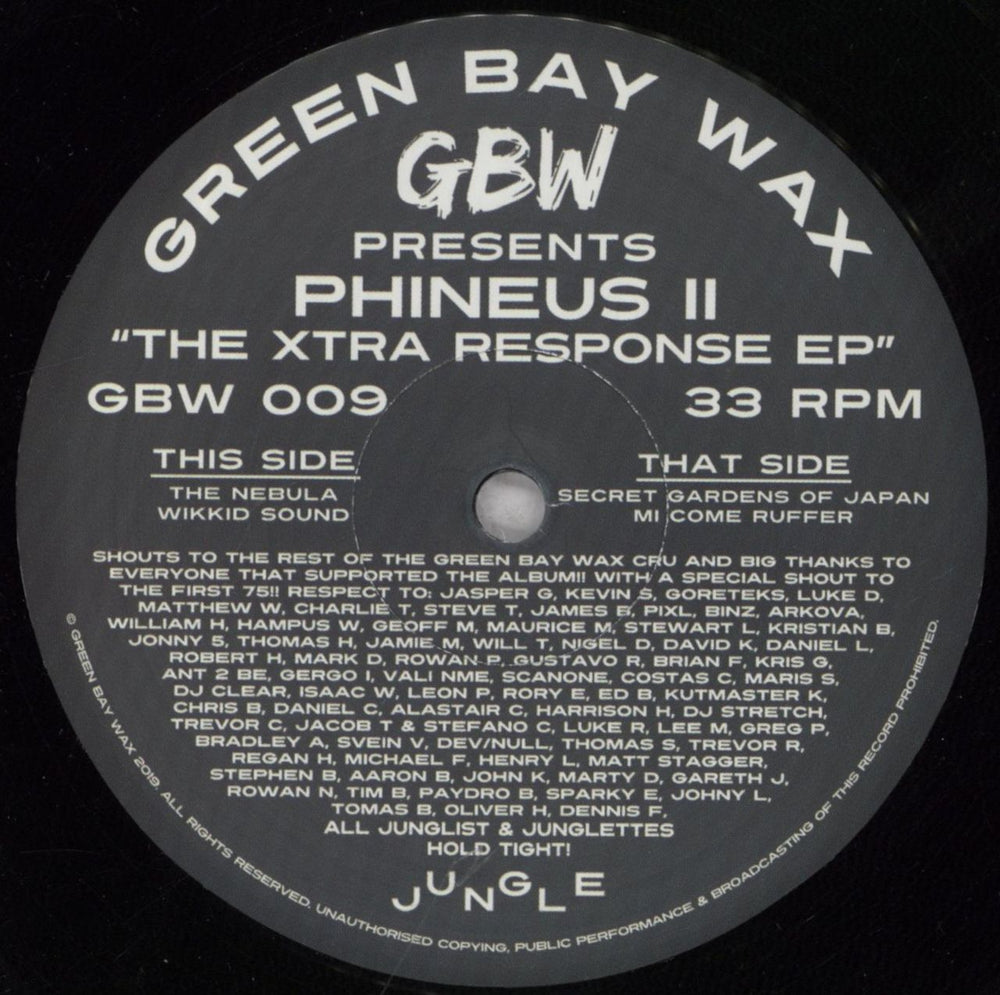 GREEN BAY WAX
GBW
PRESENTS
PHINEUS II
"THE XTRA RESPONSE EP"
GBW 009
33 RPM
THIS SIDE
THE NEBULA
WIKKID SOUND
THAT SIDE
SECRET GARDENS OF JAPAN
MI COME RUFFER
SHOUTS TO THE REST OF THE GREEN BAY WAX CRU AND BIG THANKS TO
EVERYONE THAT SUPPORTED THE ALBUM!! WITH A SPECIAL SHOUT TO
THE FIRST 75!! RESPECT TO: JASPER G, KEVIN S, GORETEKS, LUKE D,
MATTHEW W, CHARLIE T, STEVE T, JAMES B, PIXL, BINZ, ARKOVA,
WILLIAM H, HAMPUS W, GEOFF M, MAURICE M, STEWART L, KRISTIAN B,
JONNY 5, THOMAS H, JAMIE M, WILL T, NIGEL D, DAVID K, DANIEL L,
ROBERT H, MARK D, ROWAN P, GUSTAVO R, BRIAN F, KRIS G,
ANT 2 BE, GERGO I, VALI NME, SCANONE, COSTAS C, MARIS S,
DJ CLEAR, ISAAC W, LEON P, RORY E, ED B, KUTMASTER K,
CHRIS B, DANIEL C, ALASTAIR C, HARRISON H, DJ STRETCH,
TREVOR C, JACOB T & STEFANO C, LUKE R, LEE M, GREG P,
BRADLEY A, SVEIN V, DEV/NULL, THOMAS S, TREVOR R,
REGAN H, MICHAEL F, HENRY L, MATT STAGGER,
STEPHEN B, AARON B, JOHN K, MARTY D, GARETH J,
ROWAN N, TIM B, PAYDRO B, SPARKY E, JOHNY L,
TOMAS B, OLIVER H, DENNIS F,
ALL JUNGLIST & JUNGLETTES
HOLD TIGHT!
JUNGLE
© GREEN BAY WAX 2019. ALL RIGHTS RESERVED. UNAUTHORISED COPYING, PUBLIC PERFORMANCE & BROADCASTING OF THIS RECORD PROHIBITED.